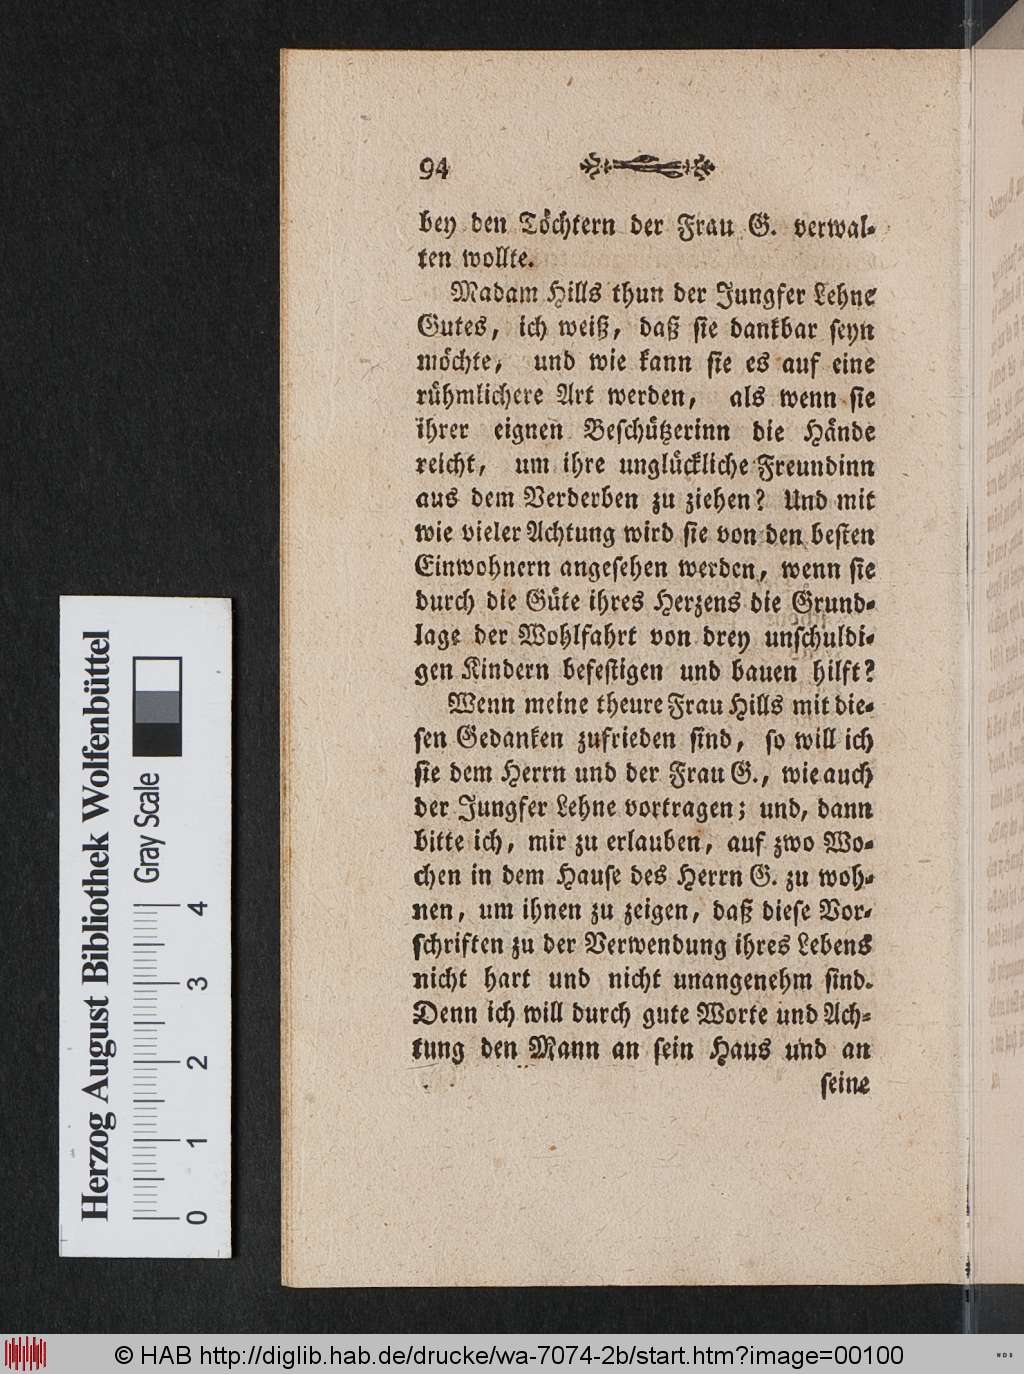 94
bey den Töchtern der Frau G. verwal-
ten wollte.
Madam Hills thun der Jungfer Lehne
Gutes, ich weiß, daß sie dankbar seyn
möchte, und wie kann sie es auf eine
rühmlichere Art werden, als wenn sie
ihrer eignen Beschützerinn die Hände
reicht, um ihre unglückliche Freundinn
aus dem Verderben zu ziehen? Und mit
wie vieler Achtung wird sie von den besten
Einwohnern angesehen werden, wenn sie
durch die Güte ihres Herzens die Grund-
lage der Wohlfahrt von drey unschuldi-
gen Kindern befestigen und bauen hilft?
Wenn meine theure Frau Hills mit die-
sen Gedanken zufrieden sind, so will ich
sie dem Herrn und der Frau G., wie auch
der Jungfer Lehne vortragen; und, dann
bitte ich, mir zu erlauben, auf zwo Wo-
chen in dem Hause des Herrn G. zu woh-
nen, um ihnen zu zeigen, daß diese Vor-
schriften zu der Verwendung ihres Lebens
nicht hart und nicht unangenehm sind.
Denn ich will durch gute Worte und Ach-
tung den Mann an sein Haus und an
seine
Herzog August Bibliothek Wolfenbüttel
Gray Scale
0 1 2 3 4
© HAB http://diglib.hab.de/drucke/wa-7074-2b/start.htm?image=00100
WDB